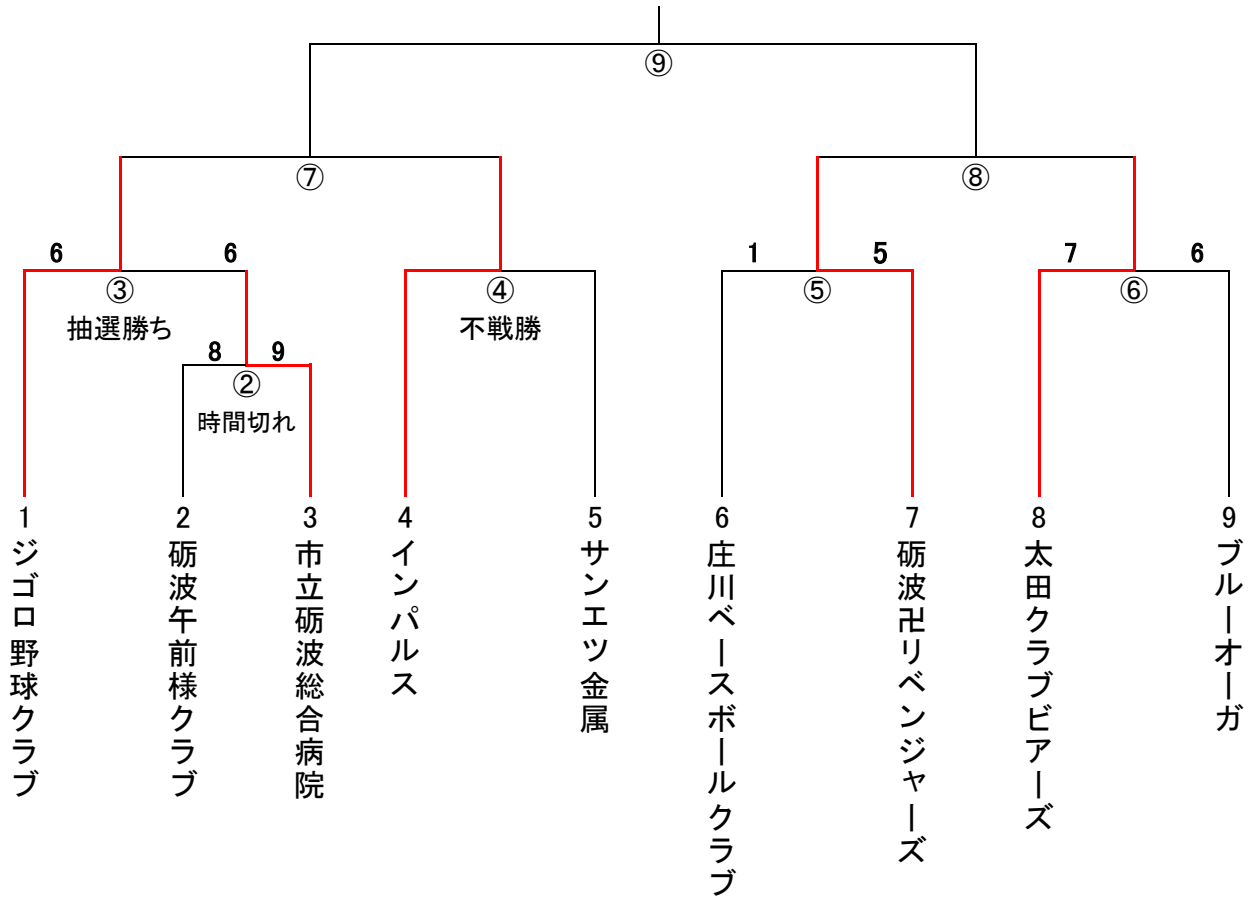 ⑨
⑦
⑧
6
6
1
5
7
6
③
④
⑤
⑥
抽選勝ち
不戦勝
8
9
②
時間切れ
1
2
3
4
5
6
7
8
9
ジゴロ野球クラブ
砺波午前様クラブ
市立砺波総合病院
インパルス
サンエツ金属
庄川ベースボールクラブ
砺波卍リベンジャーズ
太田クラブビアーズ
ブルーオーガ